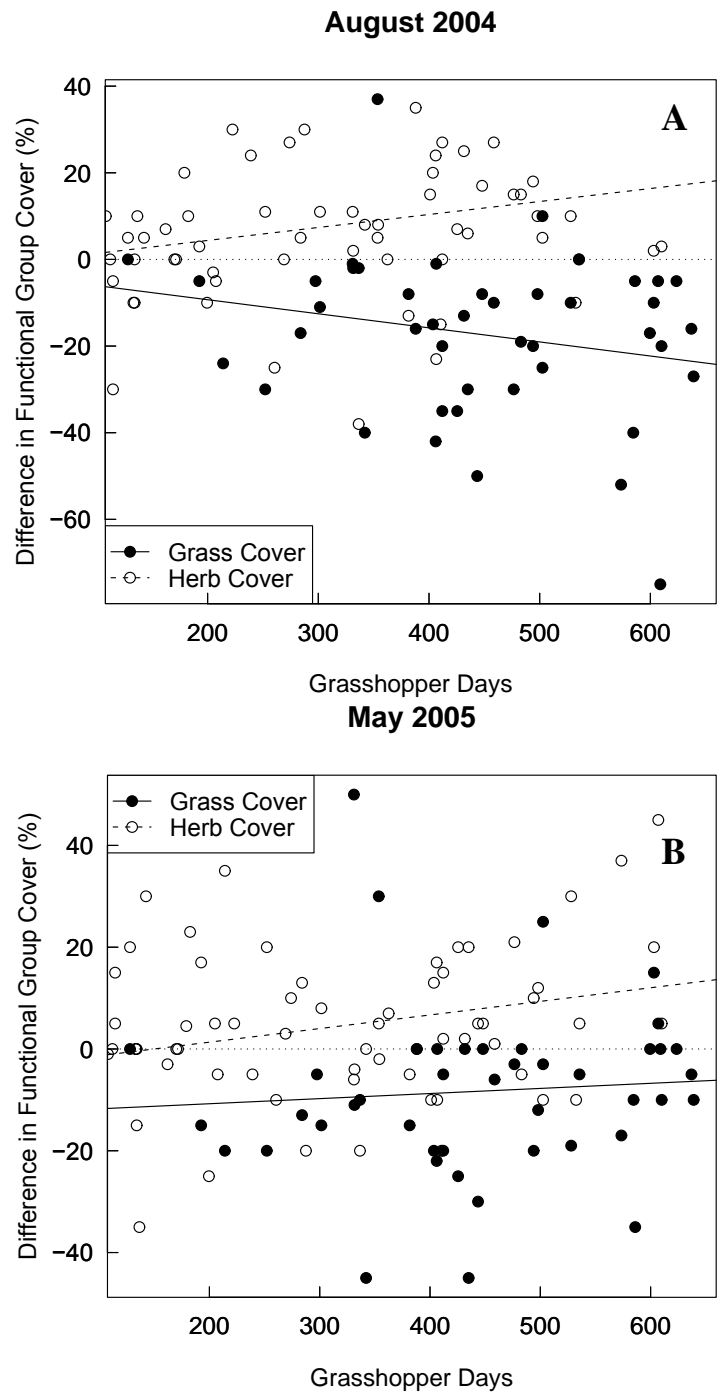 August 2004
Difference in Functional Group Cover (%)
40
20
0
−20
−40
−60
A
Grass Cover
Herb Cover
200 300 400 500 600
Grasshopper Days
May 2005
Difference in Functional Group Cover (%)
40
20
0
−20
−40
Grass Cover
Herb Cover
B
200 300 400 500 600
Grasshopper Days